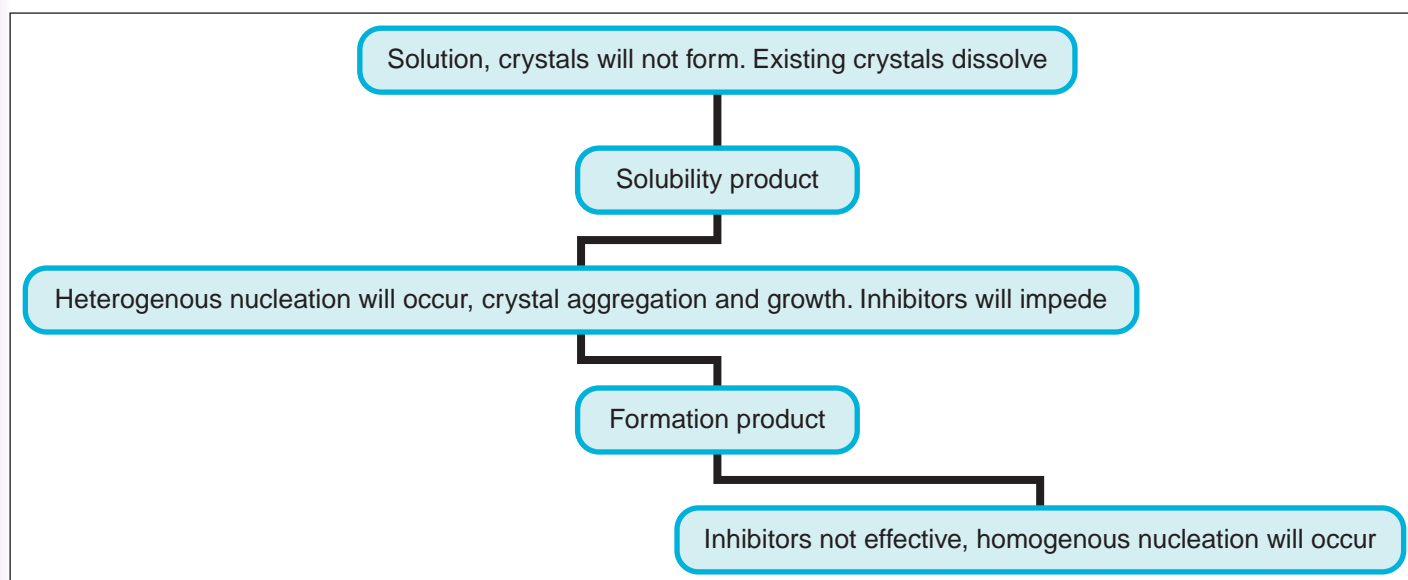 Solution, crystals will not form. Existing crystals dissolve
Solubility product
Heterogenous nucleation will occur, crystal aggregation and growth. Inhibitors will impede
Formation product
Inhibitors not effective, homogenous nucleation will occur